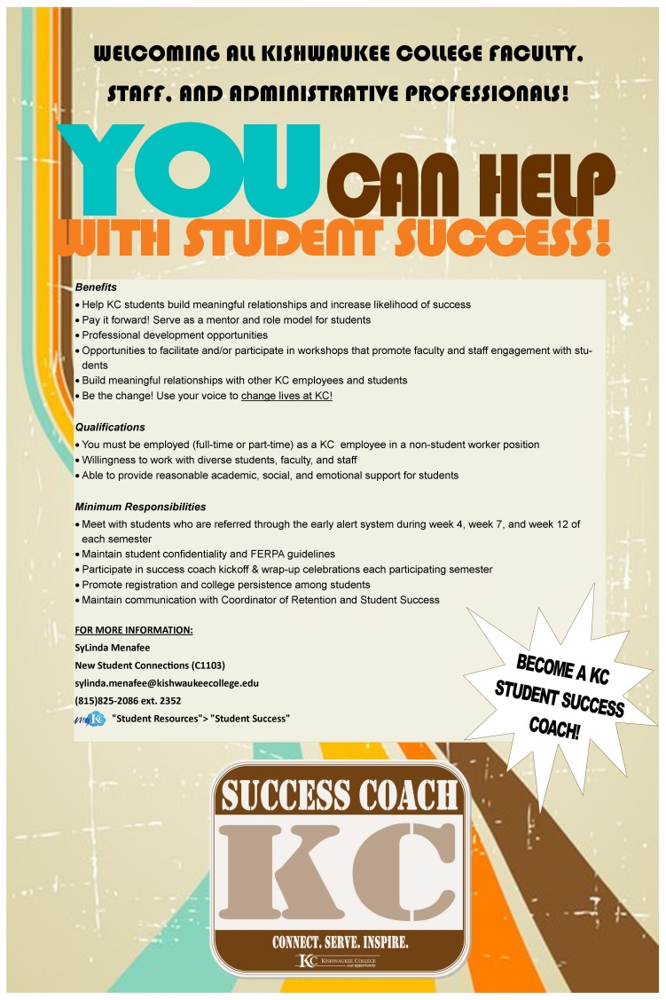 WELCOMING ALL KISHWAUKEE COLLEGE FACULTY,
STAFF, AND ADMINISTRATIVE PROFESSIONALS!
YOU CAN HELP
WITH STUDENT SUCCESS!
Benefits
• Help KC students build meaningful relationships and increase likelihood of success
• Pay it forward! Serve as a mentor and role model for students
• Professional development opportunities
• Opportunities to facilitate and/or participate in workshops that promote faculty and staff engagement with stu-
dents
• Build meaningful relationships with other KC employees and students
• Be the change! Use your voice to change lives at KC!
Qualifications
• You must be employed (full-time or part-time) as a KC employee in a non-student worker position
• Willingness to work with diverse students, faculty, and staff
• Able to provide reasonable academic, social, and emotional support for students
Minimum Responsibilities
• Meet with students who are referred through the early alert system during week 4, week 7, and week 12 of
each semester
• Maintain student confidentiality and FERPA guidelines
• Participate in success coach kickoff & wrap-up celebrations each participating semester
• Promote registration and college persistence among students
• Maintain communication with Coordinator of Retention and Student Success
FOR MORE INFORMATION:
SyLinda Menafee
New Student Connections (C1103)
sylinda.menafee@kishwaukeecollege.edu
(815)825-2086 ext. 2352
myKC "Student Resources"> "Student Success"
BECOME A KC
STUDENT SUCCESS
COACH!
SUCCESS COACH
KC
CONNECT. SERVE. INSPIRE.
KC KISHWAUKEE COLLEGE
real opportunity